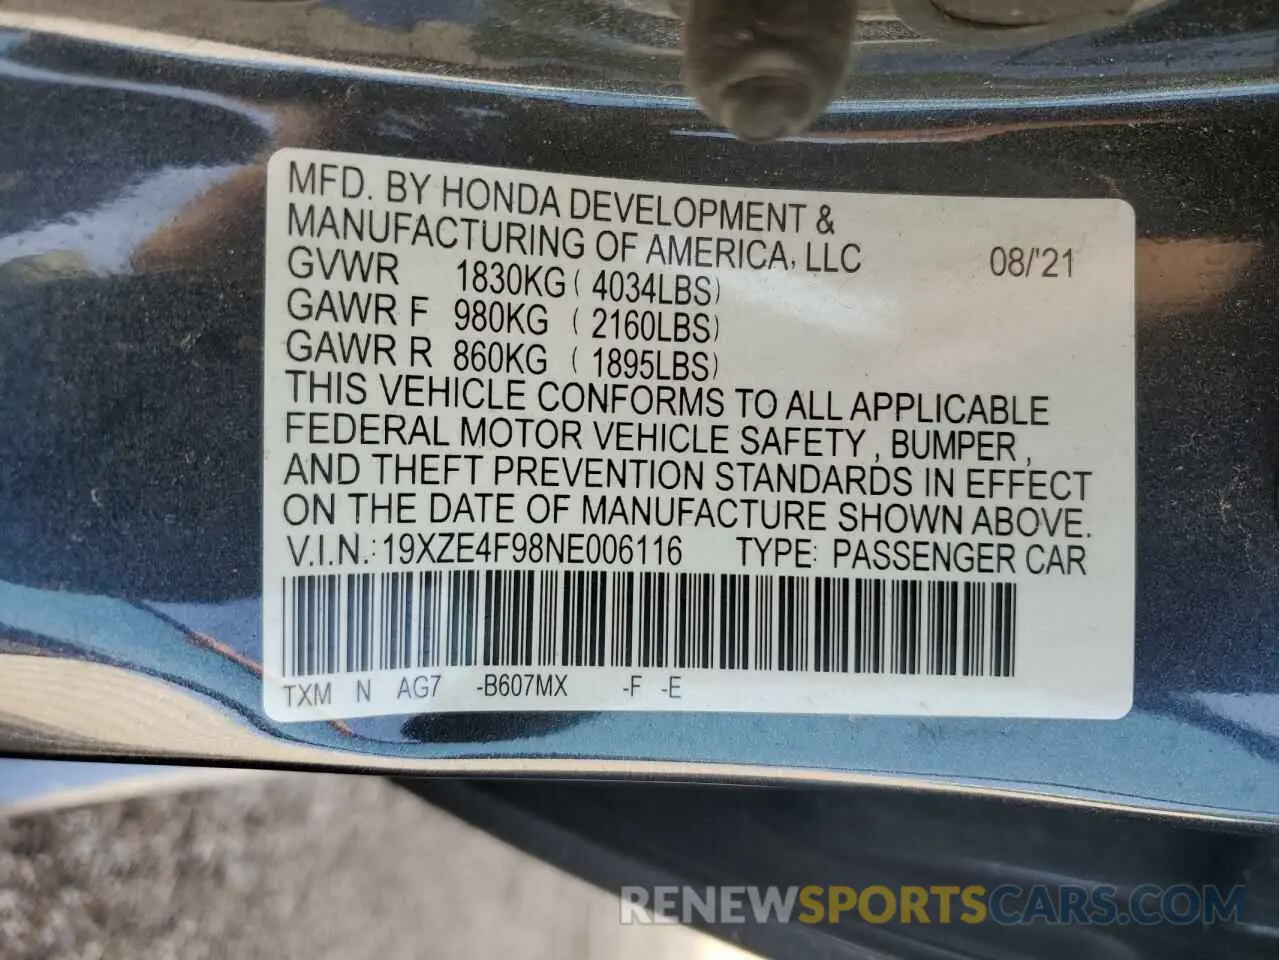 MFD. BY HONDA DEVELOPMENT &
MANUFACTURING OF AMERICA, LLC 08/'21
GVWR 1830KG ( 4034LBS)
GAWR F 980KG ( 2160LBS)
GAWR R 860KG ( 1895LBS)
THIS VEHICLE CONFORMS TO ALL APPLICABLE
FEDERAL MOTOR VEHICLE SAFETY , BUMPER ,
AND THEFT PREVENTION STANDARDS IN EFFECT
ON THE DATE OF MANUFACTURE SHOWN ABOVE.
V.I.N.: 19XZE4F98NE006116 TYPE: PASSENGER CAR
TXM N AG7 -B607MX -F -E
RENEWSPORTSCARS.COM